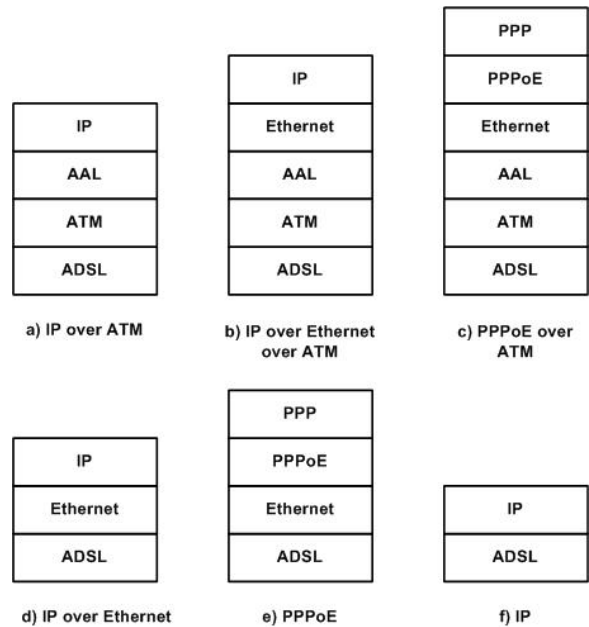 IP
AAL
ATM
ADSL
a) IP over ATM
IP
Ethernet
AAL
ATM
ADSL
b) IP over Ethernet
over ATM
PPP
PPPoE
Ethernet
AAL
ATM
ADSL
c) PPPoE over
ATM
IP
Ethernet
ADSL
d) IP over Ethernet
PPP
PPPoE
Ethernet
ADSL
e) PPPoE
IP
ADSL
f) IP